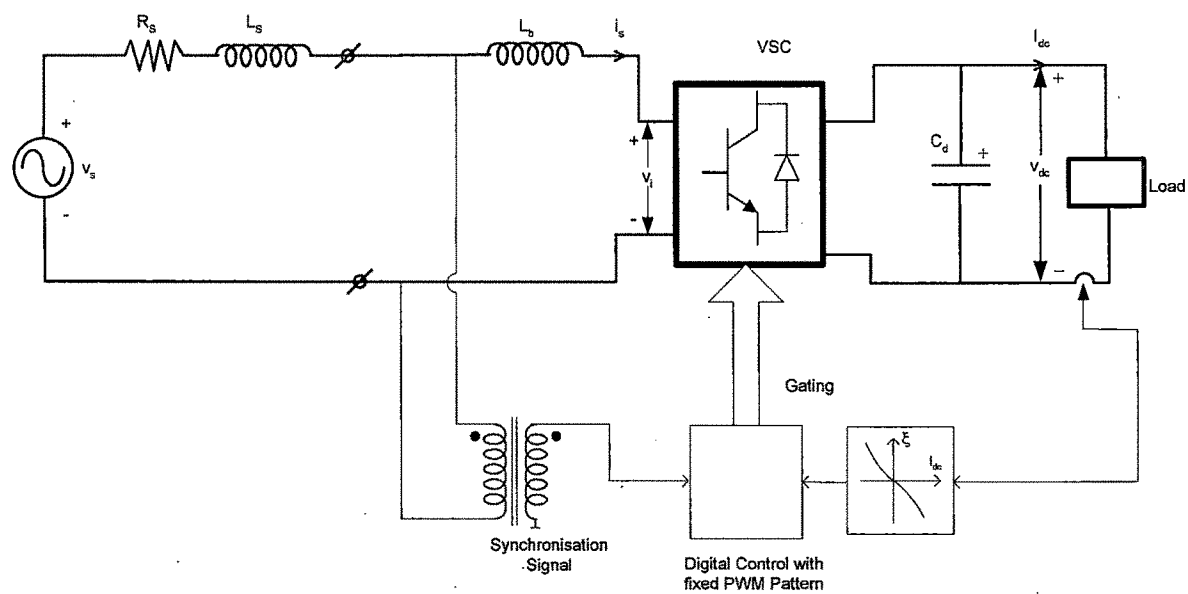 R_S
L_S
L_b
i_s
VSC
I_dc
+
v_s
-
+
v_i
-
C_d
+
+
v_dc
–
Load
Gating
ξ
I_dc
Synchronisation
Signal
Digital Control with
fixed PWM Pattern